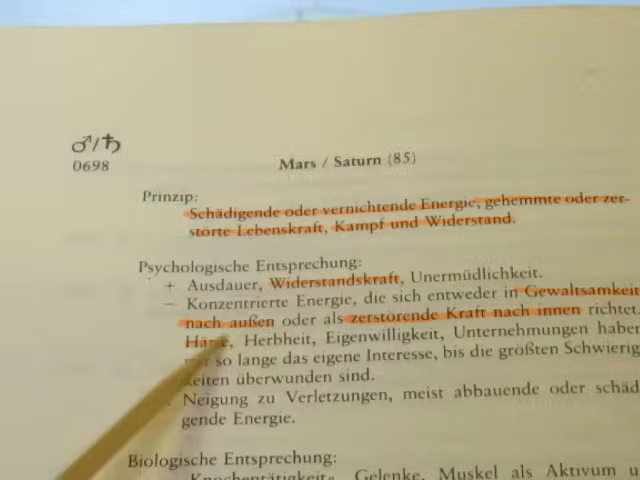 ♂/♄
0698
Mars / Saturn (85)
Prinzip:
Schädigende oder vernichtende Energie, gehemmte oder zer-
störte Lebenskraft, Kampf und Widerstand.
Psychologische Entsprechung:
+ Ausdauer, Widerstandskraft, Unermüdlichkeit.
– Konzentrierte Energie, die sich entweder in Gewaltsamkeit
nach außen oder als zerstörende Kraft nach innen richtet.
Herbheit, Eigenwilligkeit, Unternehmungen haben
so lange das eigene Interesse, bis die größten Schwierig
keiten überwunden sind.
Neigung zu Verletzungen, meist abbauende oder schäd
gende Energie.
Biologische Entsprechung:
Knochentätigkeit, Gelenke, Muskel als Aktivum u